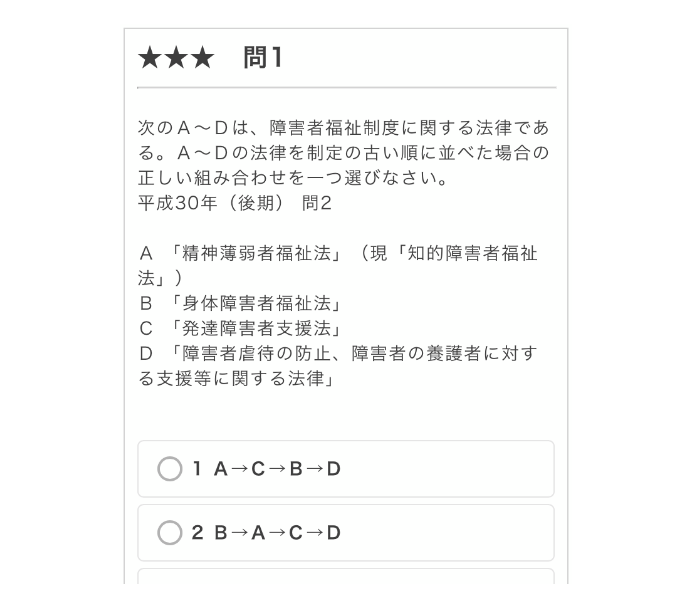 ★★★ 問1
次のA〜Dは、障害者福祉制度に関する法律であ
る。A〜Dの法律を制定の古い順に並べた場合の
正しい組み合わせを一つ選びなさい。
平成30年（後期） 問2
A 「精神薄弱者福祉法」（現「知的障害者福祉
法」）
B 「身体障害者福祉法」
C 「発達障害者支援法」
D 「障害者虐待の防止、障害者の養護者に対す
る支援等に関する法律」
1 A→C→B→D
2 B→A→C→D